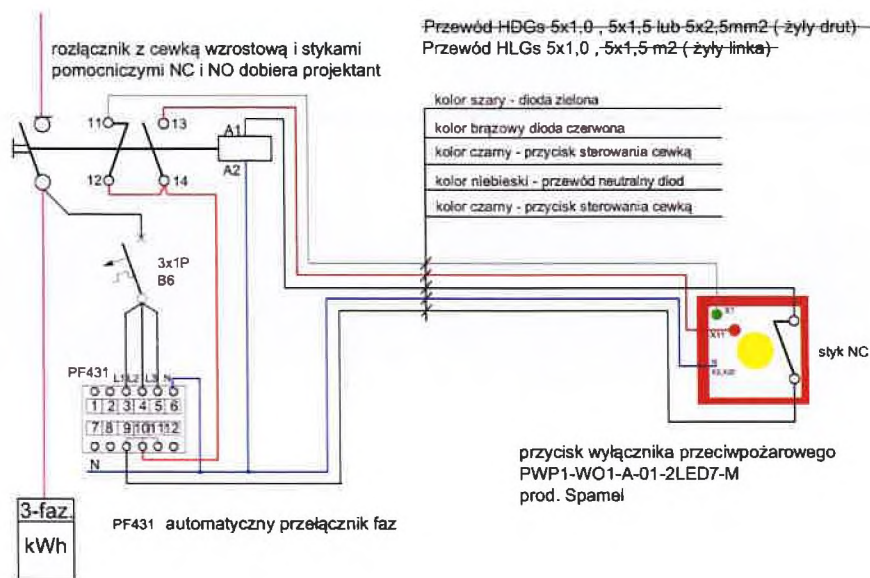 Przewód HDGs 5x1,0 , 5x1,5 lub 5x2,5mm2 ( żyły drut)
Przewód HLGs 5x1,0 , 5x1,5 m2 ( żyły linka)
rozłącznik z cewką wzrostową i stykami
pomocniczymi NC i NO dobiera projektant
kolor szary - dioda zielona
kolor brązowy dioda czerwona
kolor czarny - przycisk sterowania cewką
kolor niebieski - przewód neutralny diod
kolor czarny - przycisk sterowania cewką
11
13
A1
A2
12
14
3x1P
B6
X1
X11
N
styk NC
PF431
L1 L2 L3 N
1 2 3 4 5 6
7 8 9 10 11 12
N
przycisk wyłącznika przeciwpożarowego
PWP1-WO1-A-01-2LED7-M
prod. Spamel
3-faz.
kWh
PF431 automatyczny przełącznik faz